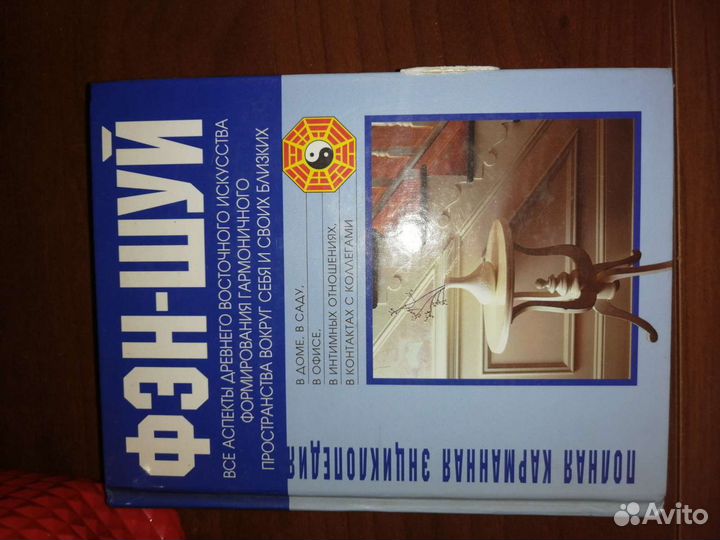 ФЭН-ШУЙ
ВСЕ АСПЕКТЫ ДРЕВНЕГО ВОСТОЧНОГО ИСКУССТВА
ФОРМИРОВАНИЯ ГАРМОНИЧНОГО
ПРОСТРАНСТВА ВОКРУГ СЕБЯ И СВОИХ БЛИЗКИХ
В ДОМЕ, В САДУ,
В ОФИСЕ,
В ИНТИМНЫХ ОТНОШЕНИЯХ,
В КОНТАКТАХ С КОЛЛЕГАМИ
ПОЛНАЯ КАРМАННАЯ ЭНЦИКЛОПЕДИЯ
Avito